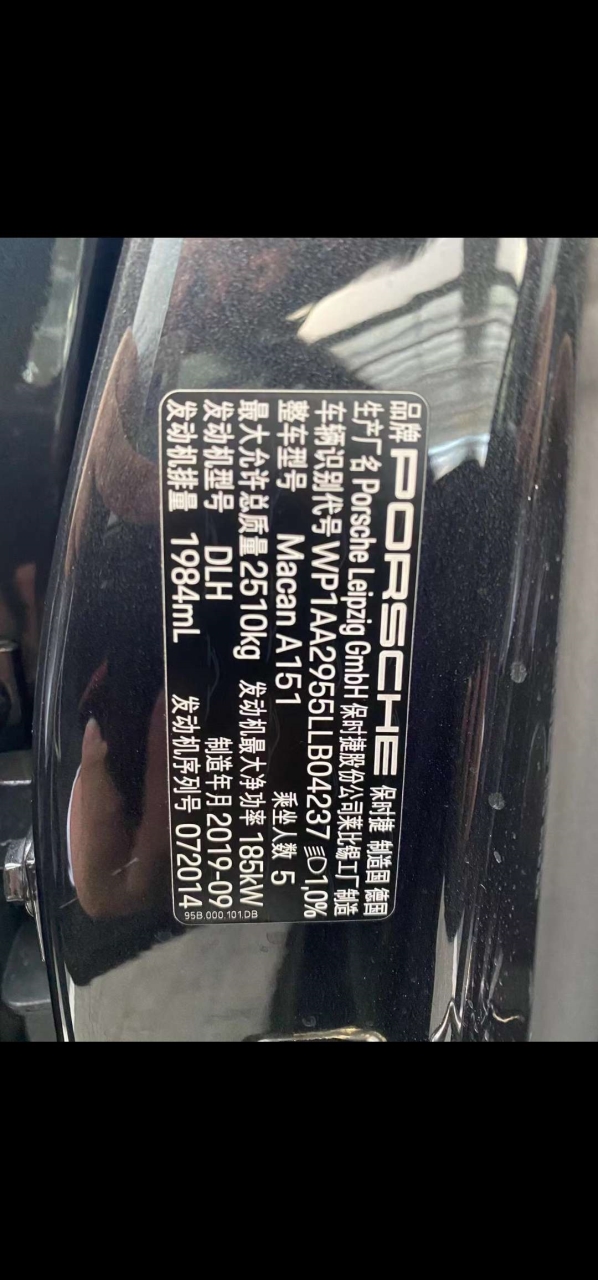 品牌 PORSCHE 保时捷 制造国 德国
生产厂名 Porsche Leipzig GmbH 保时捷股份公司莱比锡工厂 制造
车辆识别代号 WP1AA2955LLB04237 1,0%
整车型号 Macan A151 乘坐人数 5
最大允许总质量 2510kg 发动机最大净功率 185kW
发动机型号 DLH 制造年月 2019-09
发动机排量 1984mL 发动机序列号 072014
95B.000.101.DB